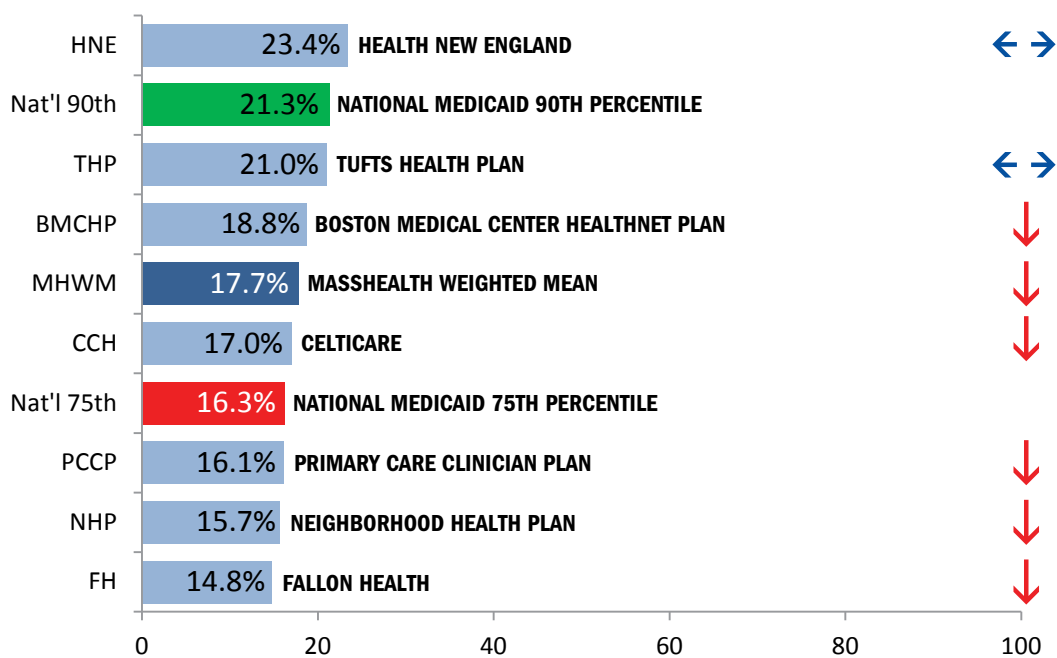 HNE 23.4% HEALTH NEW ENGLAND
Nat'l 90th 21.3% NATIONAL MEDICAID 90TH PERCENTILE
THP 21.0% TUFTS HEALTH PLAN
BMCHP 18.8% BOSTON MEDICAL CENTER HEALTHNET PLAN
MHWM 17.7% MASSHEALTH WEIGHTED MEAN
CCH 17.0% CELTICARE
Nat'l 75th 16.3% NATIONAL MEDICAID 75TH PERCENTILE
PCCP 16.1% PRIMARY CARE CLINICIAN PLAN
NHP 15.7% NEIGHBORHOOD HEALTH PLAN
FH 14.8% FALLON HEALTH
0 20 40 60 80 100